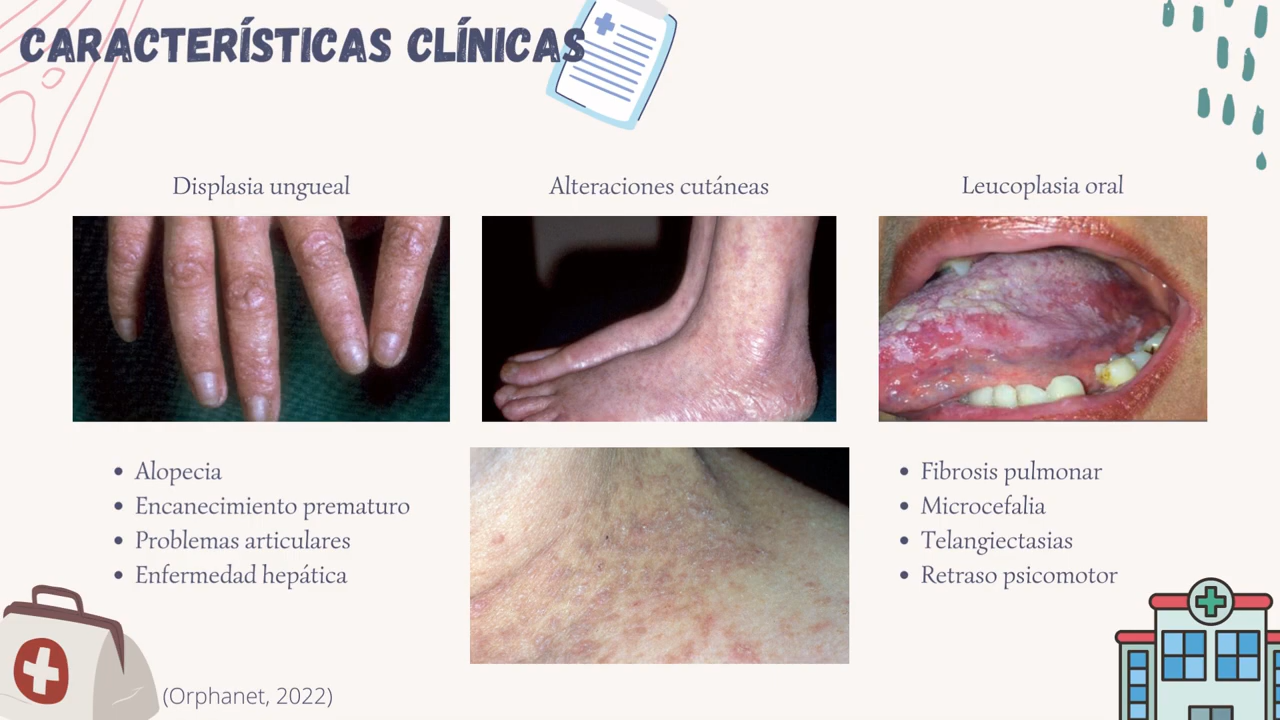 CARACTERÍSTICAS CLÍNICAS
Displasia ungueal
Alteraciones cutáneas
Leucoplasia oral
• Alopecia
• Encanecimiento prematuro
• Problemas articulares
• Enfermedad hepática
• Fibrosis pulmonar
• Microcefalia
• Telangiectasias
• Retraso psicomotor
(Orphanet, 2022)